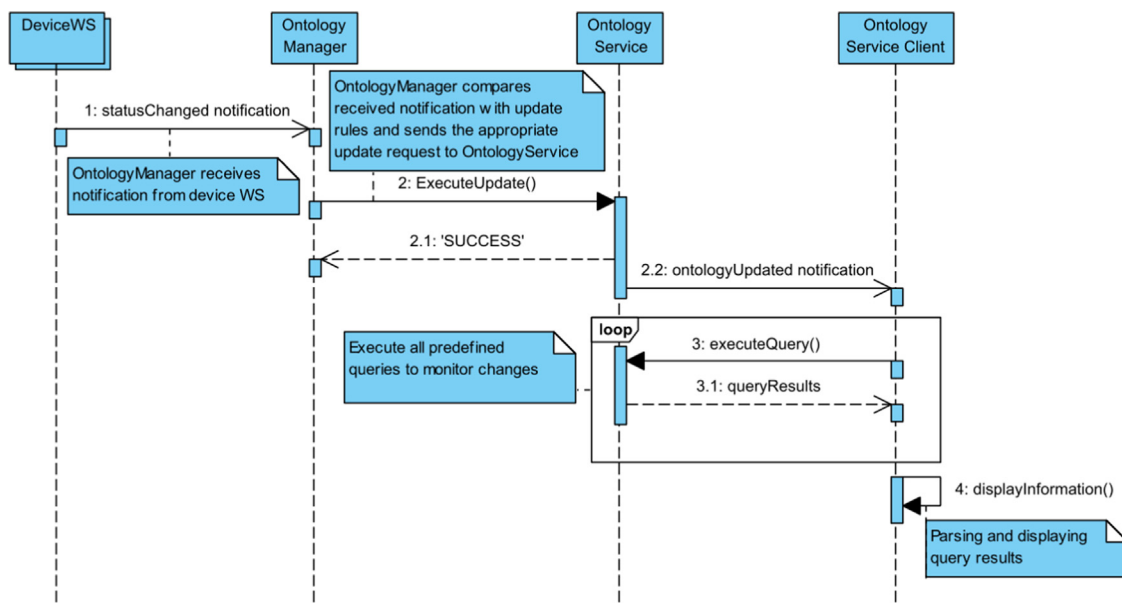 DeviceWS
Ontology
Manager
Ontology
Service
Ontology
Service Client
OntologyManager compares
received notification with update
rules and sends the appropriate
update request to OntologyService
1: statusChanged notification
OntologyManager receives
notification from device WS
2: ExecuteUpdate()
2.1: 'SUCCESS'
2.2: ontologyUpdated notification
loop
Execute all predefined
queries to monitor changes
3: executeQuery()
3.1: queryResults
4: displayInformation()
Parsing and displaying
query results